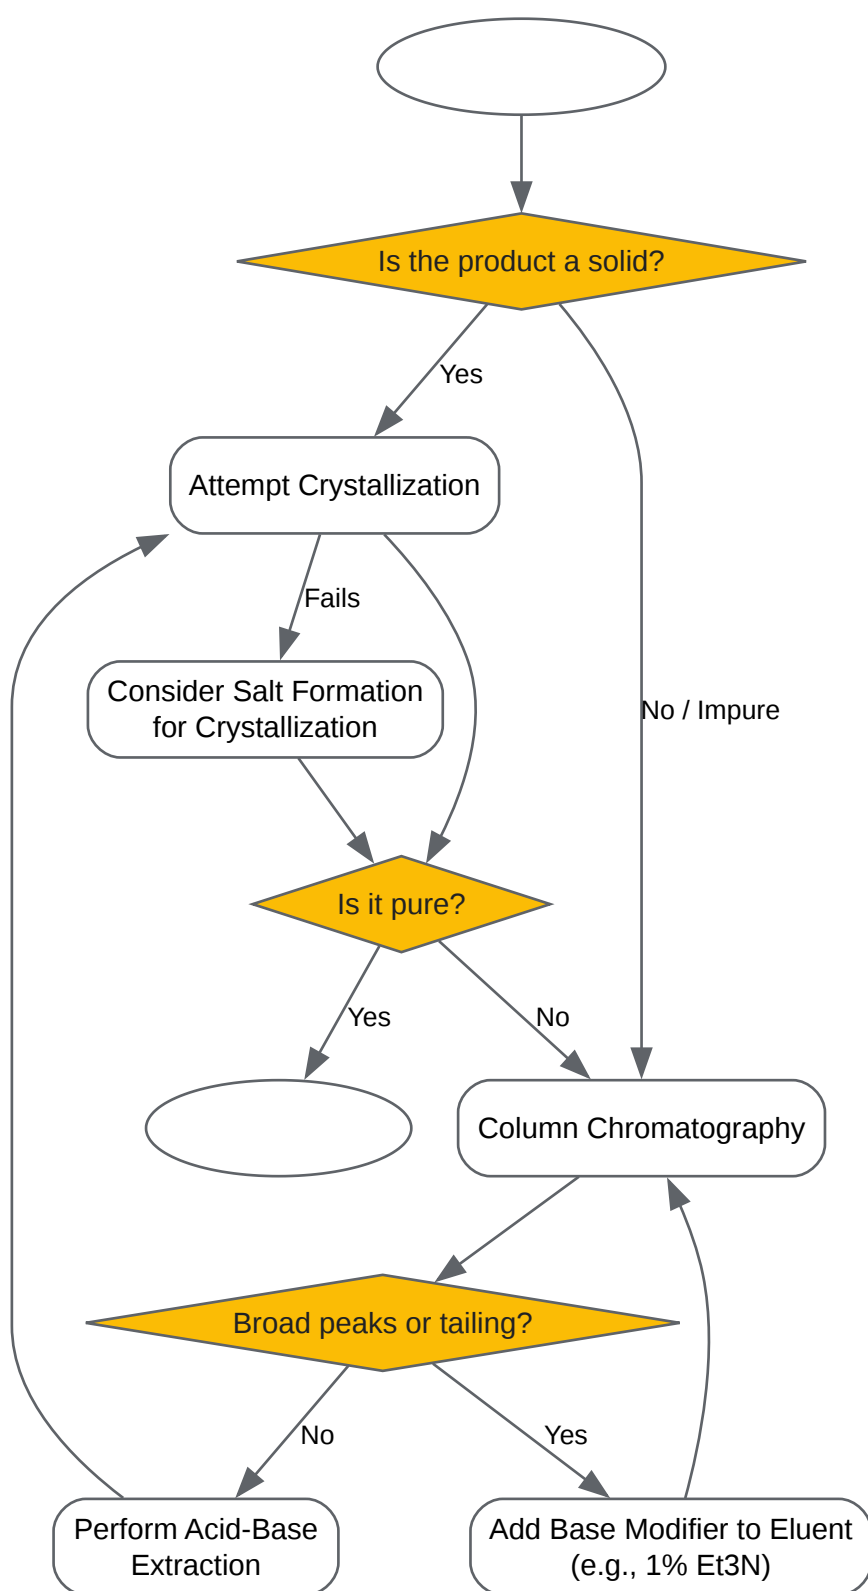 Is the product a solid?
Yes
Attempt Crystallization
Fails
Consider Salt Formation
for Crystallization
No / Impure
Is it pure?
Yes
No
Column Chromatography
Broad peaks or tailing?
No
Yes
Perform Acid-Base
Extraction
Add Base Modifier to Eluent
(e.g., 1% Et3N)